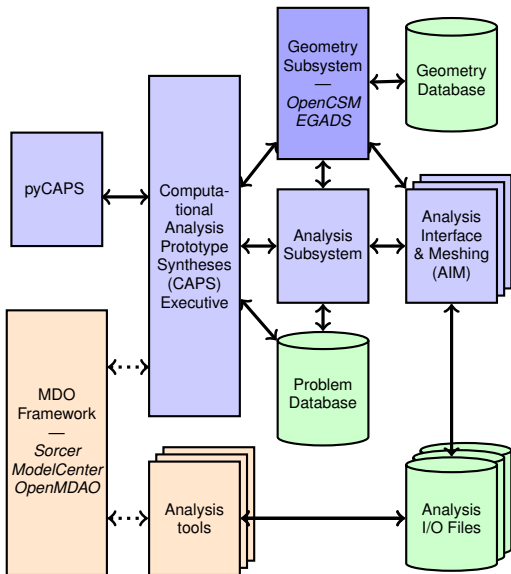 Geometry
Subsystem
—
OpenCSM
EGADS
Geometry
Database
pyCAPS
Computa-
tional
Analysis
Prototype
Syntheses
(CAPS)
Executive
Analysis
Subsystem
Analysis
Interface
& Meshing
(AIM)
Problem
Database
MDO
Framework
—
Sorcer
ModelCenter
OpenMDAO
Analysis
tools
Analysis
I/O Files